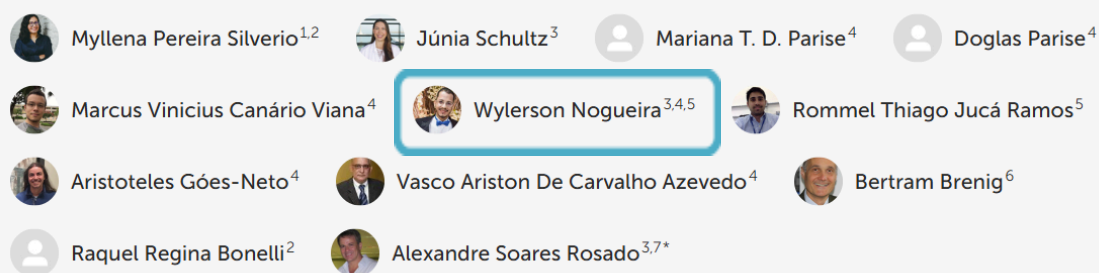 Myllena Pereira Silverio1,2 Júnia Schultz3 Mariana T. D. Parise4 Doglas Parise4
Marcus Vinicius Canário Viana4 Wylerson Nogueira3,4,5 Rommel Thiago Jucá Ramos5
Aristoteles Góes-Neto4 Vasco Ariston De Carvalho Azevedo4 Bertram Brenig6
Raquel Regina Bonelli2 Alexandre Soares Rosado3,7*